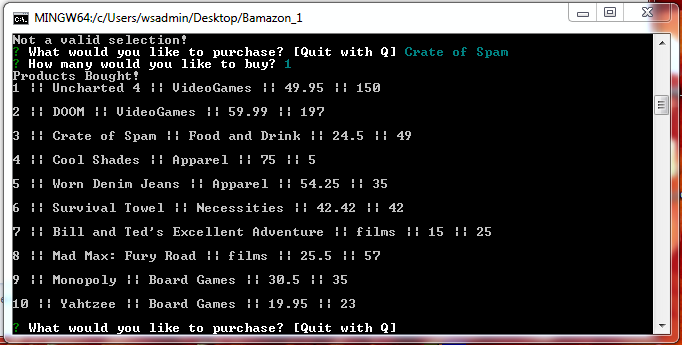 MINGW64:/c/Users/wsadmin/Desktop/Bamazon_1
Not a valid selection!
? What would you like to purchase? [Quit with Q] Crate of Spam
? How many would you like to buy? 1
Products Bought!
1 || Uncharted 4 || VideoGames || 49.95 || 150
2 || DOOM || VideoGames || 59.99 || 197
3 || Crate of Spam || Food and Drink || 24.5 || 49
4 || Cool Shades || Apparel || 75 || 5
5 || Worn Denim Jeans || Apparel || 54.25 || 35
6 || Survival Towel || Necessities || 42.42 || 42
7 || Bill and Ted's Excellent Adventure || films || 15 || 25
8 || Mad Max: Fury Road || films || 25.5 || 57
9 || Monopoly || Board Games || 30.5 || 35
10 || Yahtzee || Board Games || 19.95 || 23
? What would you like to purchase? [Quit with Q]